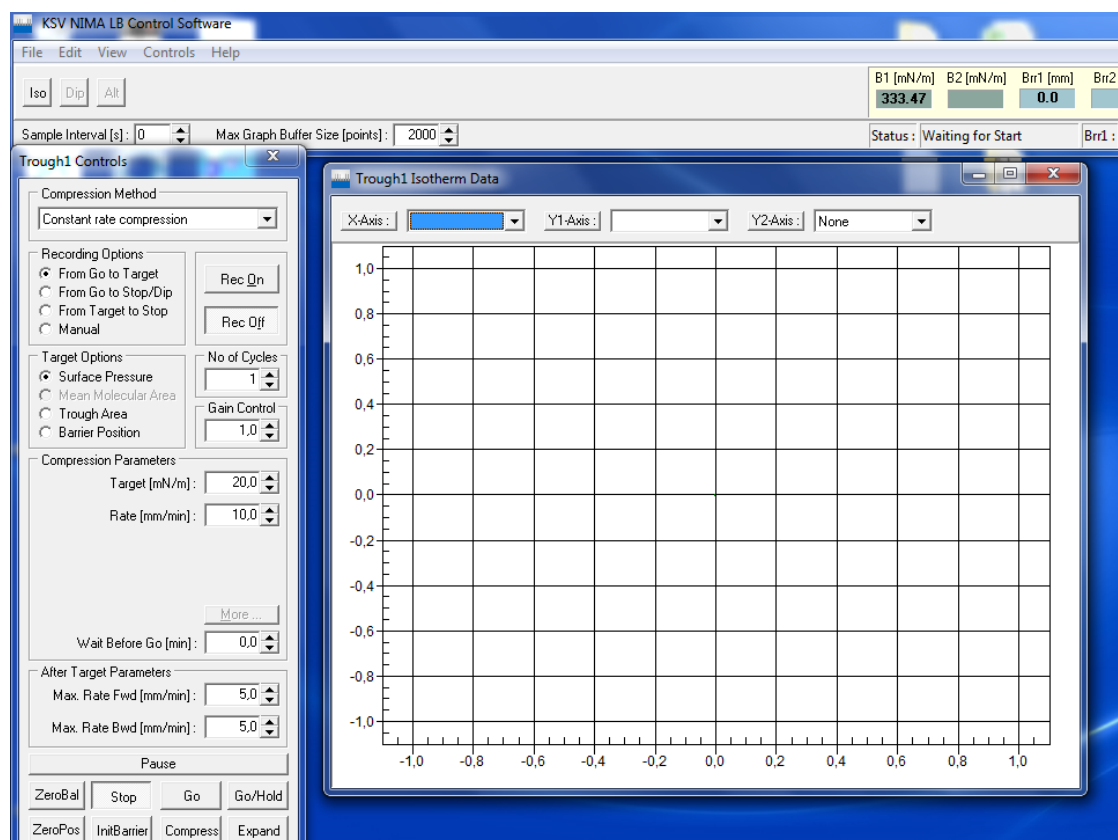 KSV NIMA LB Control Software
File Edit View Controls Help
Iso Dip Alt
B1 [mN/m] B2 [mN/m] Brr1 [mm] Brr2
333.47 0.0
Sample Interval [s] : 0 Max Graph Buffer Size [points] : 2000
Status : Waiting for Start Brr1 :
Trough1 Controls
Compression Method
Constant rate compression
Recording Options
From Go to Target
From Go to Stop/Dip
From Target to Stop
Manual
Rec On
Rec Off
Target Options
Surface Pressure
Mean Molecular Area
Trough Area
Barrier Position
No of Cycles
1
Gain Control
1,0
Compression Parameters
Target [mN/m] : 20,0
Rate [mm/min] : 10,0
More ...
Wait Before Go [min] : 0,0
After Target Parameters
Max. Rate Fwd [mm/min] : 5,0
Max. Rate Bwd [mm/min] : 5,0
Pause
ZeroBal Stop Go Go/Hold
ZeroPos InitBarrier Compress Expand
Trough1 Isotherm Data
X-Axis : Y1-Axis : Y2-Axis : None
1,0
0,8
0,6
0,4
0,2
0,0
-0,2
-0,4
-0,6
-0,8
-1,0
-1,0 -0,8 -0,6 -0,4 -0,2 0,0 0,2 0,4 0,6 0,8 1,0